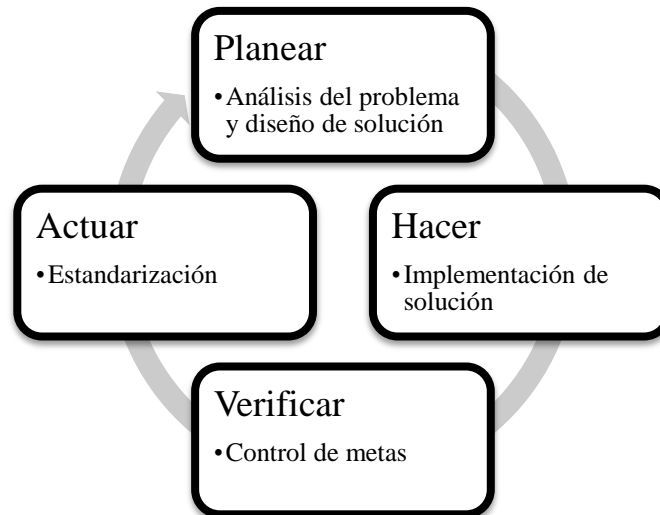 Planear
•Análisis del problema
y diseño de solución
Actuar
•Estandarización
Hacer
•Implementación de
solución
Verificar
•Control de metas